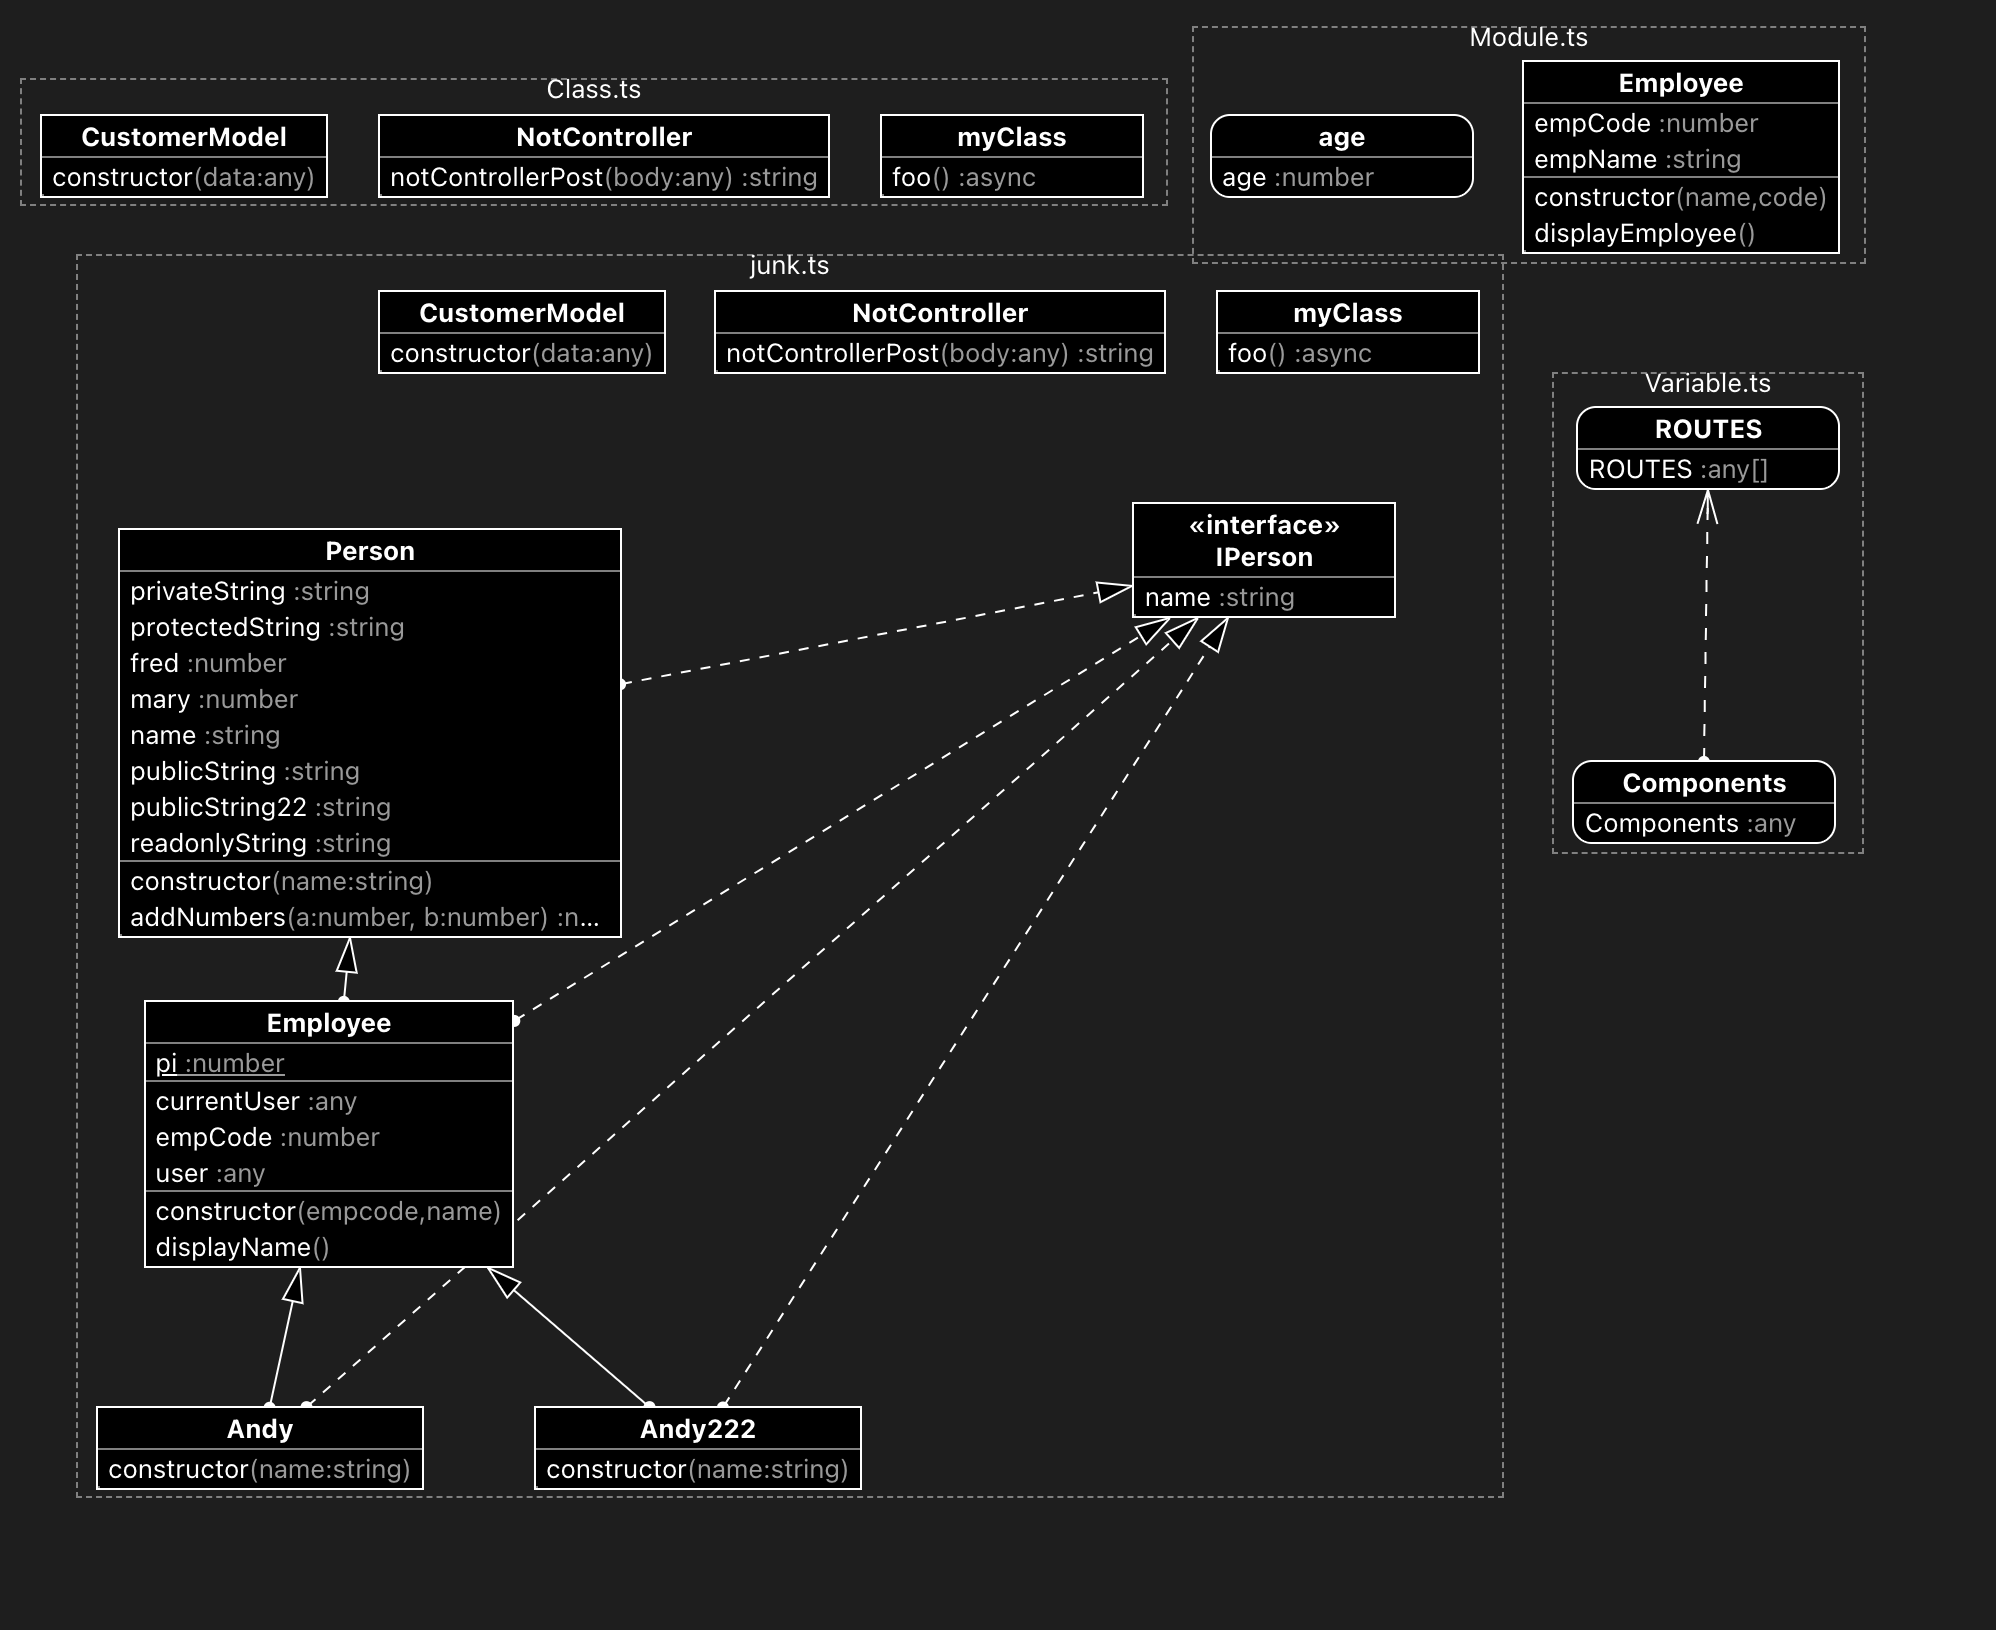 Class.ts
CustomerModel
constructor(data:any)
NotController
notControllerPost(body:any) :string
myClass
foo() :async
Module.ts
age
age :number
Employee
empCode :number
empName :string
constructor(name,code)
displayEmployee()
junk.ts
CustomerModel
constructor(data:any)
NotController
notControllerPost(body:any) :string
myClass
foo() :async
Person
privateString :string
protectedString :string
fred :number
mary :number
name :string
publicString :string
publicString22 :string
readonlyString :string
constructor(name:string)
addNumbers(a:number, b:number) :n...
«interface»
IPerson
name :string
Employee
pi :number
currentUser :any
empCode :number
user :any
constructor(empcode,name)
displayName()
Andy
constructor(name:string)
Andy222
constructor(name:string)
Variable.ts
ROUTES
ROUTES :any[]
Components
Components :any